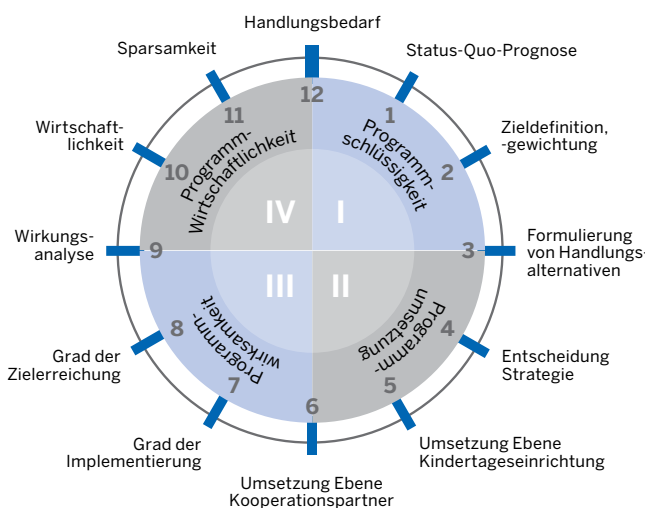 Handlungsbedarf
Sparsamkeit
Status-Quo-Prognose
12
11
1
Wirtschaft-
lichkeit
Zieldefinition,
-gewichtung
10
2
Programm-
Wirtschaftlichkeit
Programm-
schlüssigkeit
IV
I
Wirkungs-
analyse
9
3
Formulierung
von Handlungs-
alternativen
III
II
Programm-
wirksamkeit
Programm-
umsetzung
8
4
Grad der
Zielerreichung
Entscheidung
Strategie
7
5
6
Grad der
Implementierung
Umsetzung Ebene
Kindertageseinrichtung
Umsetzung Ebene
Kooperationspartner